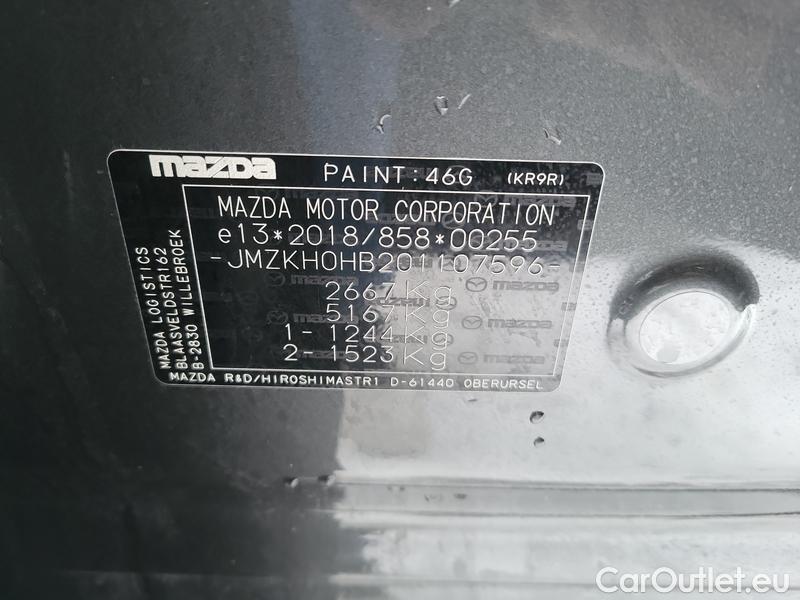 mazda PAINT:46G (KR9R)
MAZDA MOTOR CORPORATION
e13*2018/858*00255
-JMZKH0HB201107596-
2667Kg
5167Kg
1-1244Kg
2-1523Kg
MAZDA R&D/HIROSHIMASTR1 D-61440 OBERURSEL
MAZDA LOGISTICS
BLAASVELDSTR162
B-2830 WILLEBROEK
CarOutlet.eu